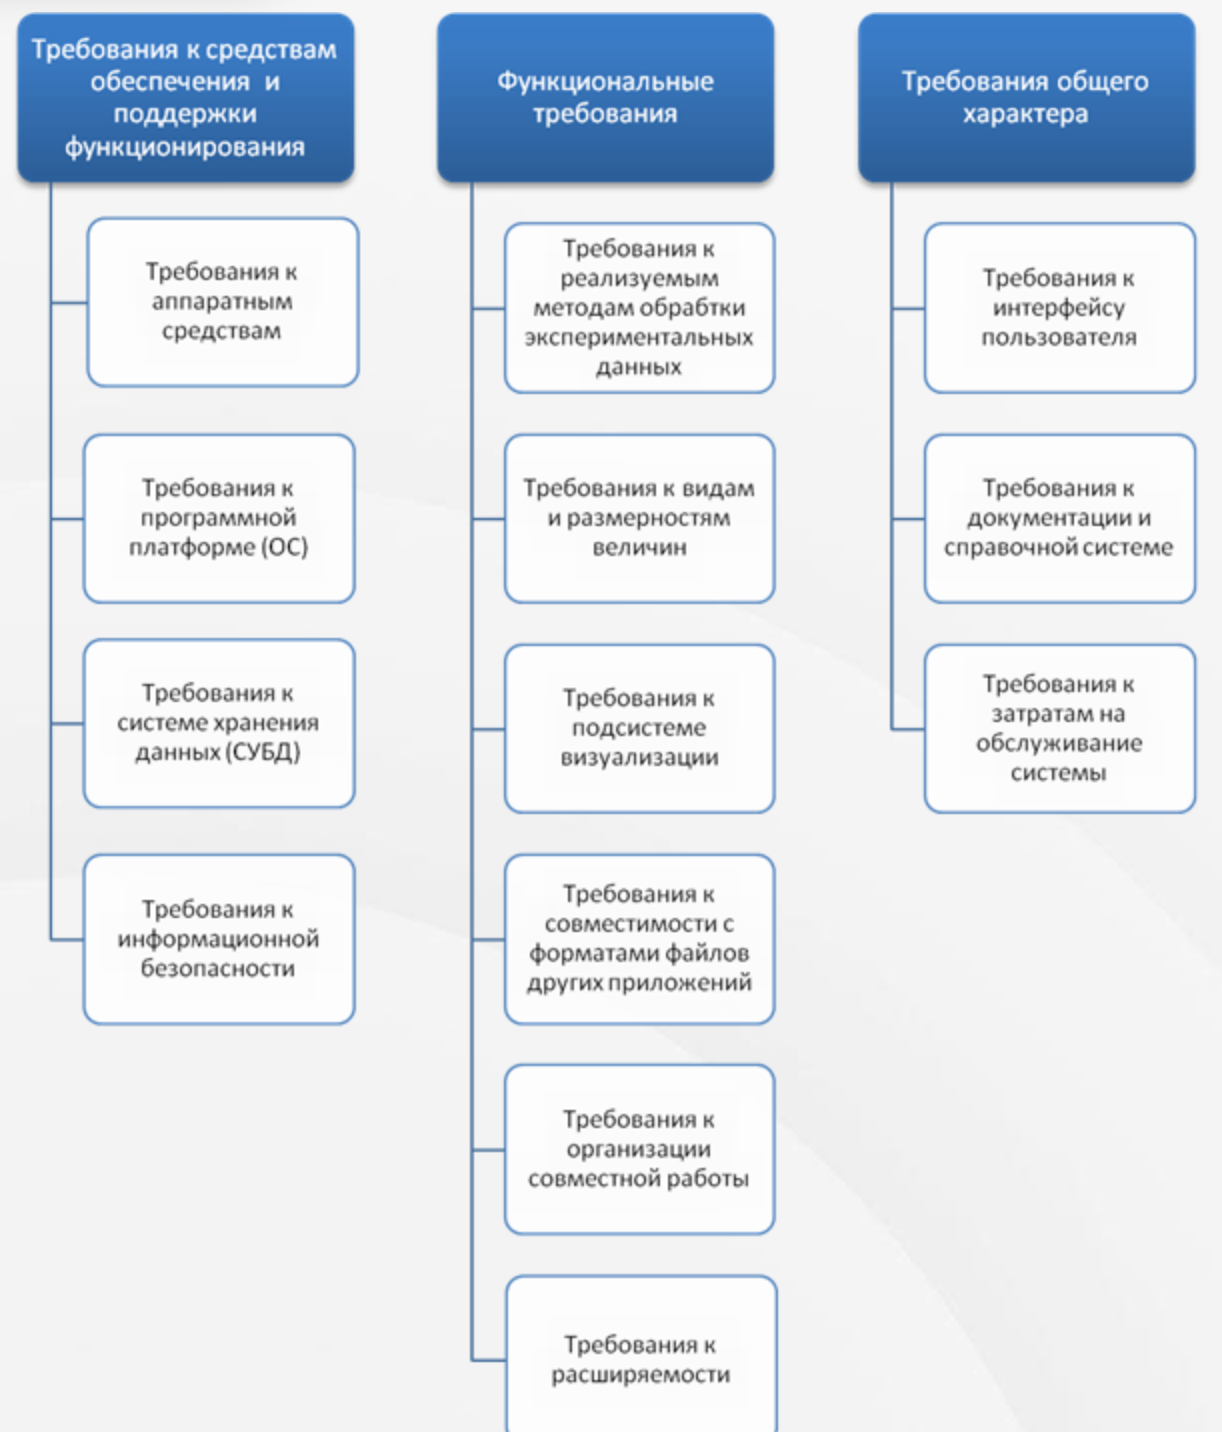 Требования к средствам
обеспечения и
поддержки
функционирования
Требования к
аппаратным
средствам
Требования к
программной
платформе (ОС)
Требования к
системе хранения
данных (СУБД)
Требования к
информационной
безопасности
Функциональные
требования
Требования к
реализуемым
методам обрабтки
экспериментальных
данных
Требования к видам
и размерностям
величин
Требования к
подсистеме
визуализации
Требования к
совместимости с
форматами файлов
других приложений
Требования к
организации
совместной работы
Требования к
расширяемости
Требования общего
характера
Требования к
интерфейсу
пользователя
Требования к
документации и
справочной системе
Требования к
затратам на
обслуживание
системы